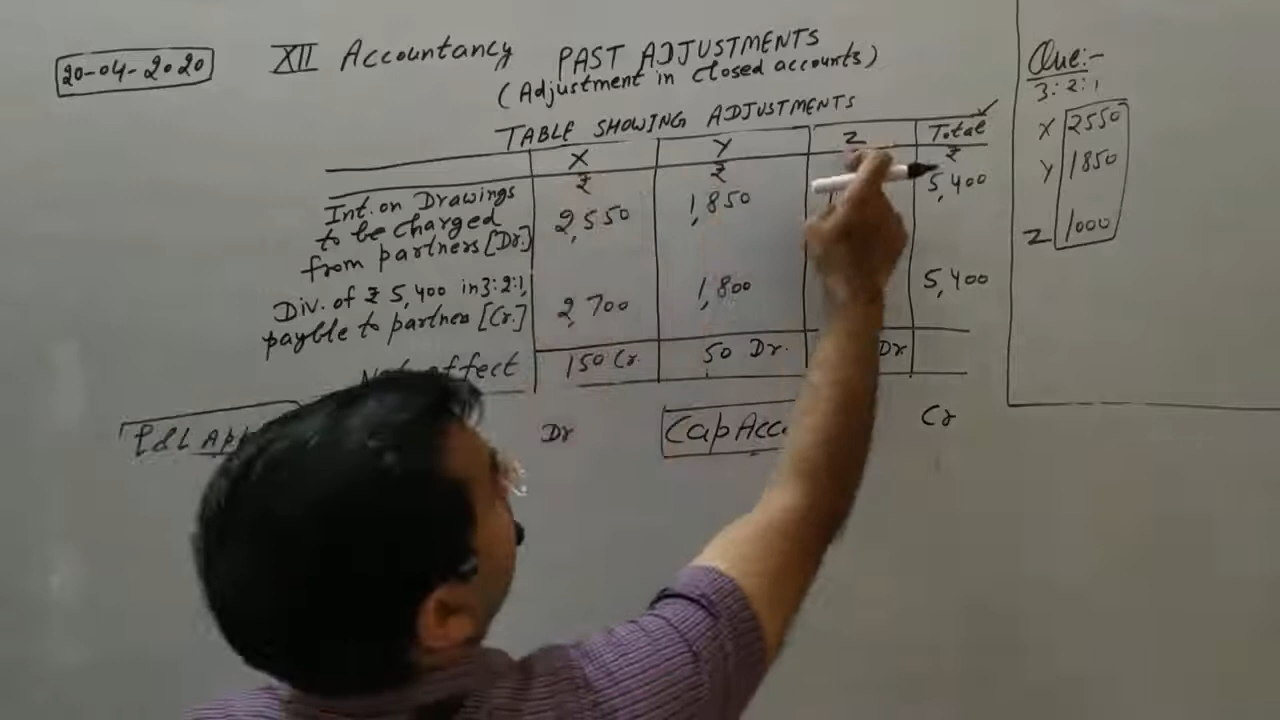 20-04-2020
XII Accountancy PAST ADJUSTMENTS
(Adjustment in closed accounts)
TABLE SHOWING ADJUSTMENTS
X Y Z Total
₹ ₹ ₹
Int. on Drawings
to be charged
from partners [Dr.] 2,550 1,850 5,400
Div. of ₹ 5,400 in 3:2:1,
payble to partner [Cr.] 2,700 1,800 5,400
effect 150 Cr. 50 Dr. Dr
P&L App
Dr Cap Acc Cr
Que:-
3:2:1
X 2550
Y 1850
Z 1000